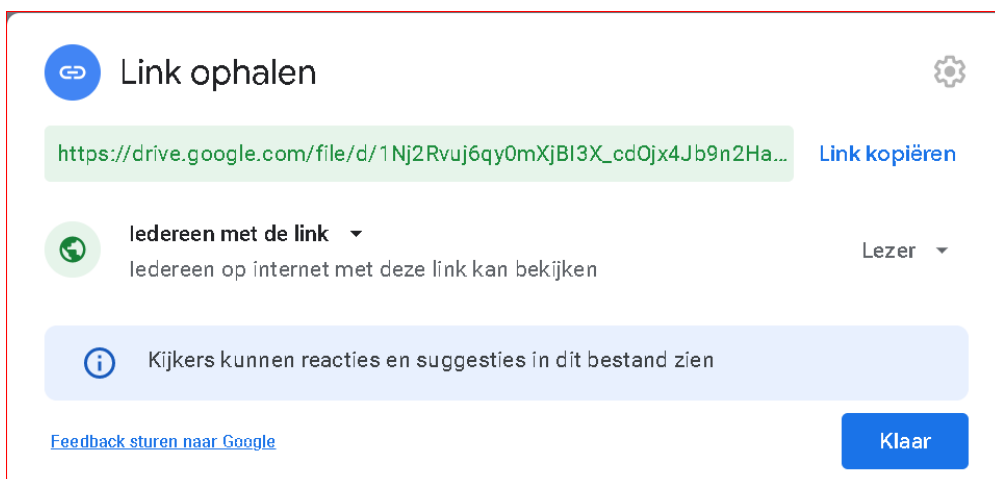 Link ophalen
https://drive.google.com/file/d/1Nj2Rvuj6qy0mXjBI3X_cdOjx4Jb9n2Ha... Link kopiëren
Iedereen met de link
Iedereen op internet met deze link kan bekijken
Lezer
Kijkers kunnen reacties en suggesties in dit bestand zien
Feedback sturen naar Google
Klaar